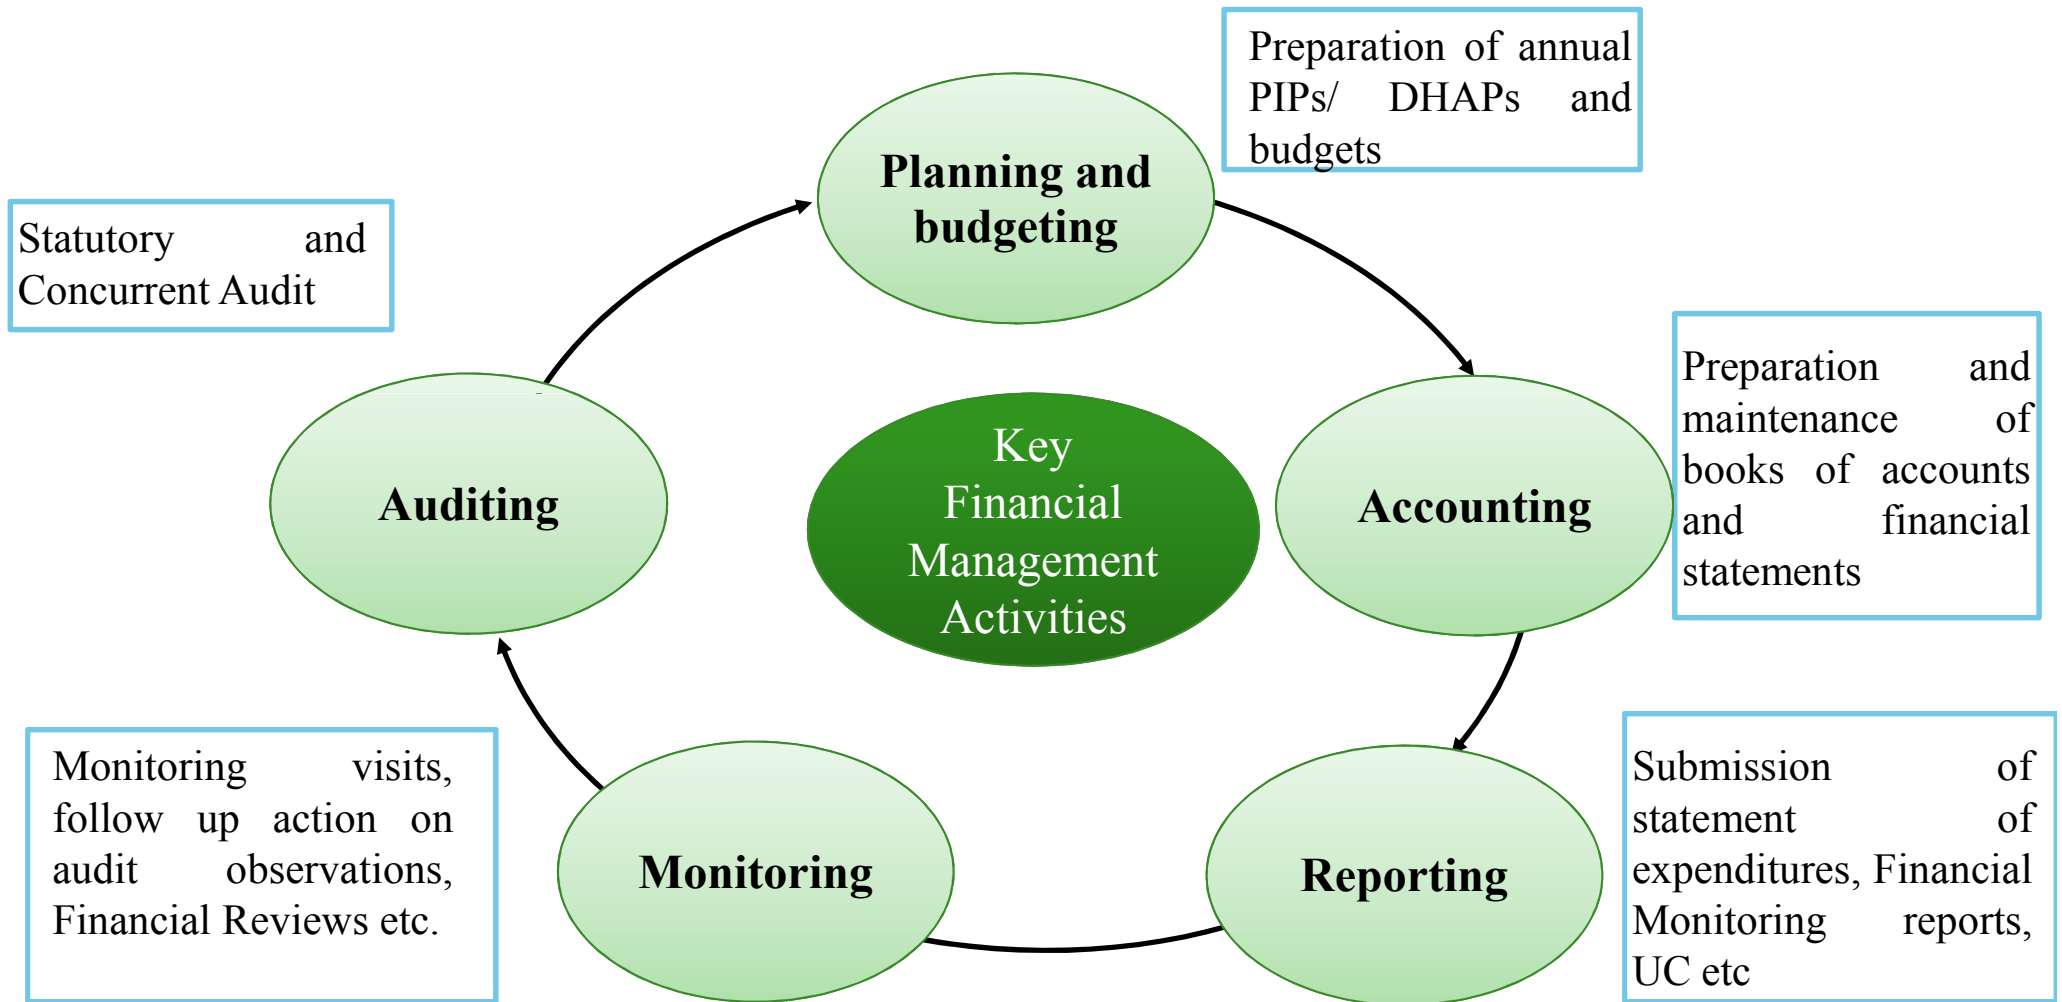 Preparation of annual
PIPs/ DHAPs and
budgets
Planning and
budgeting
Statutory and
Concurrent Audit
Preparation and
maintenance of
books of accounts
and financial
statements
Key
Financial
Management
Activities
Auditing
Accounting
Monitoring visits,
follow up action on
audit observations,
Financial Reviews etc.
Monitoring
Reporting
Submission of
statement of
expenditures, Financial
Monitoring reports,
UC etc